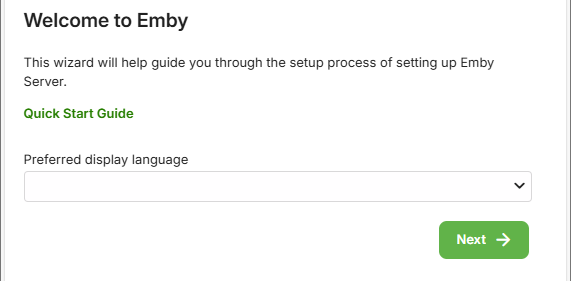 Welcome to Emby
This wizard will help guide you through the setup process of setting up Emby
Server.
Quick Start Guide
Preferred display language
Next